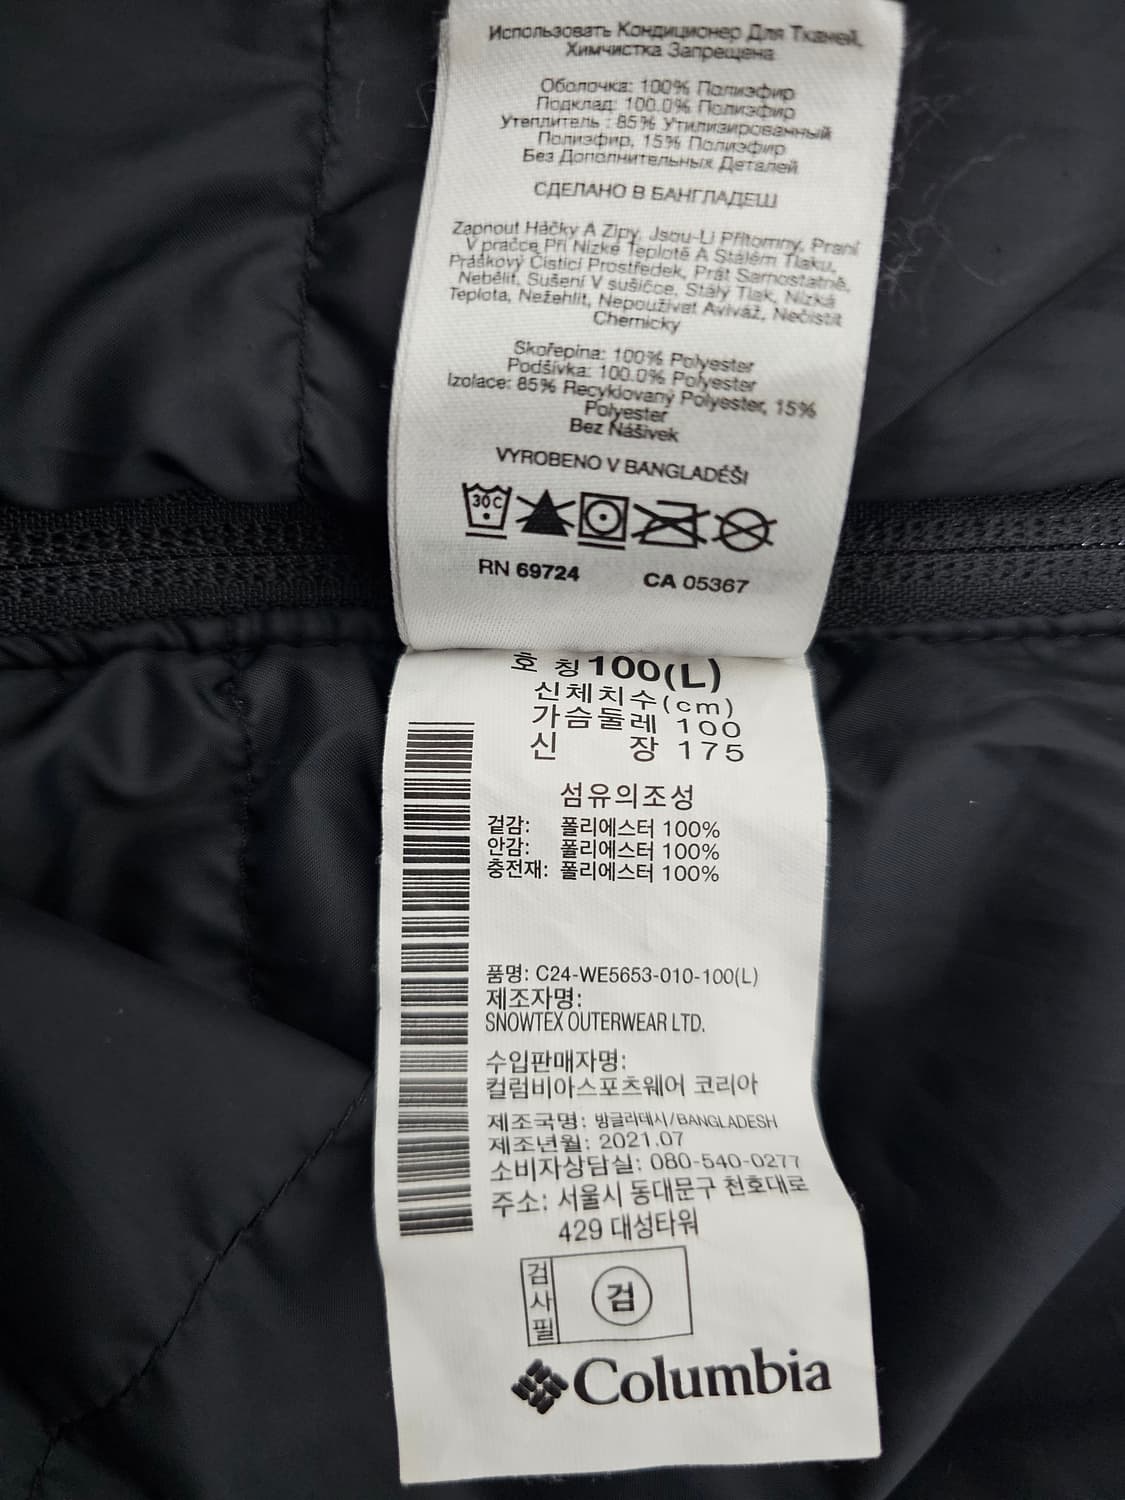 Использовать Кондиционер Для Тканей,
Химчистка Запрещена
Оболочка: 100% Полиэфир
Подклад: 100.0% Полиэфир
Утеплитель : 85% Утилизированный
Полиэфир, 15% Полиэфир
Без Дополнительных Деталей
СДЕЛАНО В БАНГЛАДЕШ
Zapnout Háčky A Zipy, Jsou-Li Přítomny, Praní
V pračce Při Nízké Teplotě A Stálém Tlaku,
Práškový Čistící Prostředek, Prát Samostatně,
Nebělit, Sušení V sušičce, Stálý Tlak, Nízká
Teplota, Nežehlit, Nepoužívat Aviváž, Nečistit
Chemicky
Skořepina: 100% Polyester
Podšívka: 100.0% Polyester
Izolace: 85% Recyklovaný Polyester, 15%
Polyester
Bez Nášivek
VYROBENO V BANGLADÉŠI
30C
RN 69724 CA 05367
호 칭 100(L)
신체치수(cm)
가슴둘레 100
신 장 175
섬유의조성
겉감: 폴리에스터 100%
안감: 폴리에스터 100%
충전재: 폴리에스터 100%
품명: C24-WE5653-010-100(L)
제조자명:
SNOWTEX OUTERWEAR LTD.
수입판매자명:
컬럼비아스포츠웨어 코리아
제조국명: 방글라데시/BANGLADESH
제조년월: 2021.07
소비자상담실: 080-540-0277
주소: 서울시 동대문구 천호대로
429 대성타워
검사필 검
Columbia